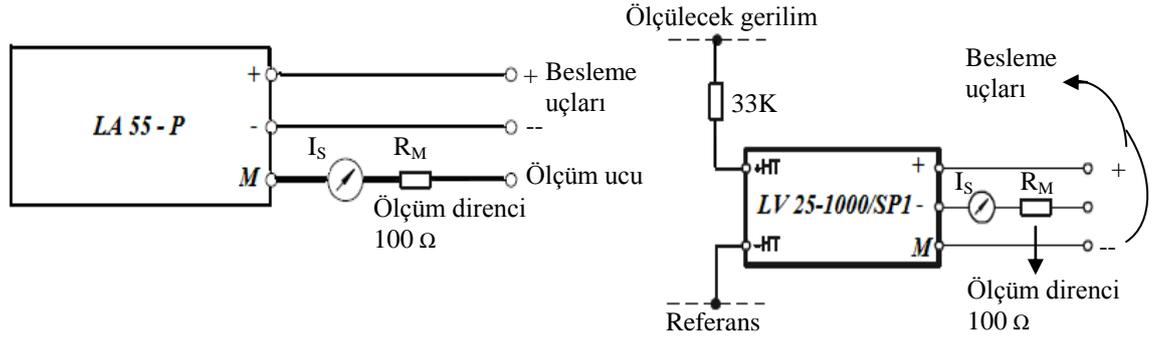 LA 55 - P
+
-
M
+ Besleme
uçları
--
I_S
R_M
Ölçüm ucu
Ölçüm direnci
100 Ω
Ölçülecek gerilim
33K
+HT
LV 25-1000/SP1
-HT
+
-
M
I_S
R_M
Besleme
uçları
+
--
Ölçüm direnci
100 Ω
Referans